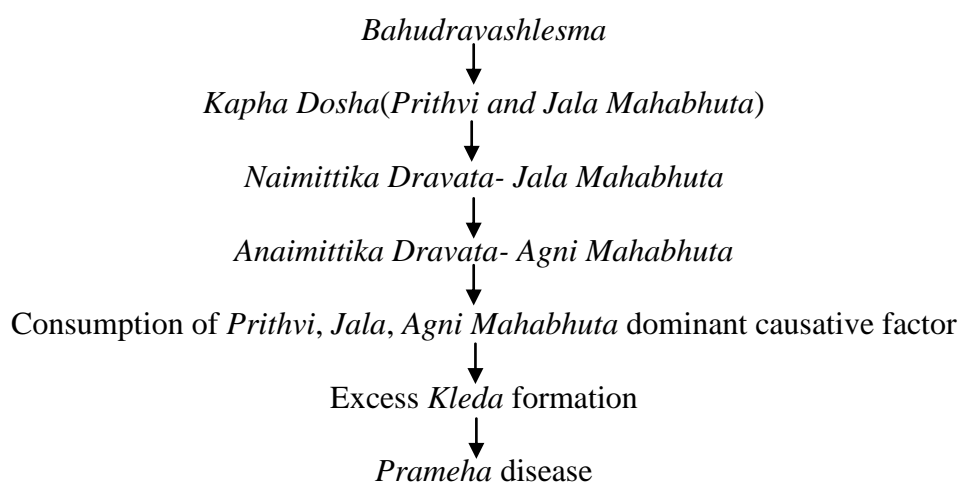 Bahudravashlesma
Kapha Dosha(Prithvi and Jala Mahabhuta)
Naimittika Dravata- Jala Mahabhuta
Anaimittika Dravata- Agni Mahabhuta
Consumption of Prithvi, Jala, Agni Mahabhuta dominant causative factor
Excess Kleda formation
Prameha disease